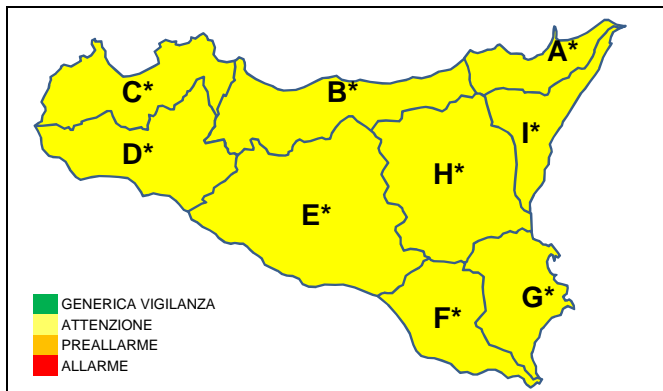 A*
C*
B*
I*
D*
H*
E*
G*
F*
GENERICA VIGILANZA
ATTENZIONE
PREALLARME
ALLARME